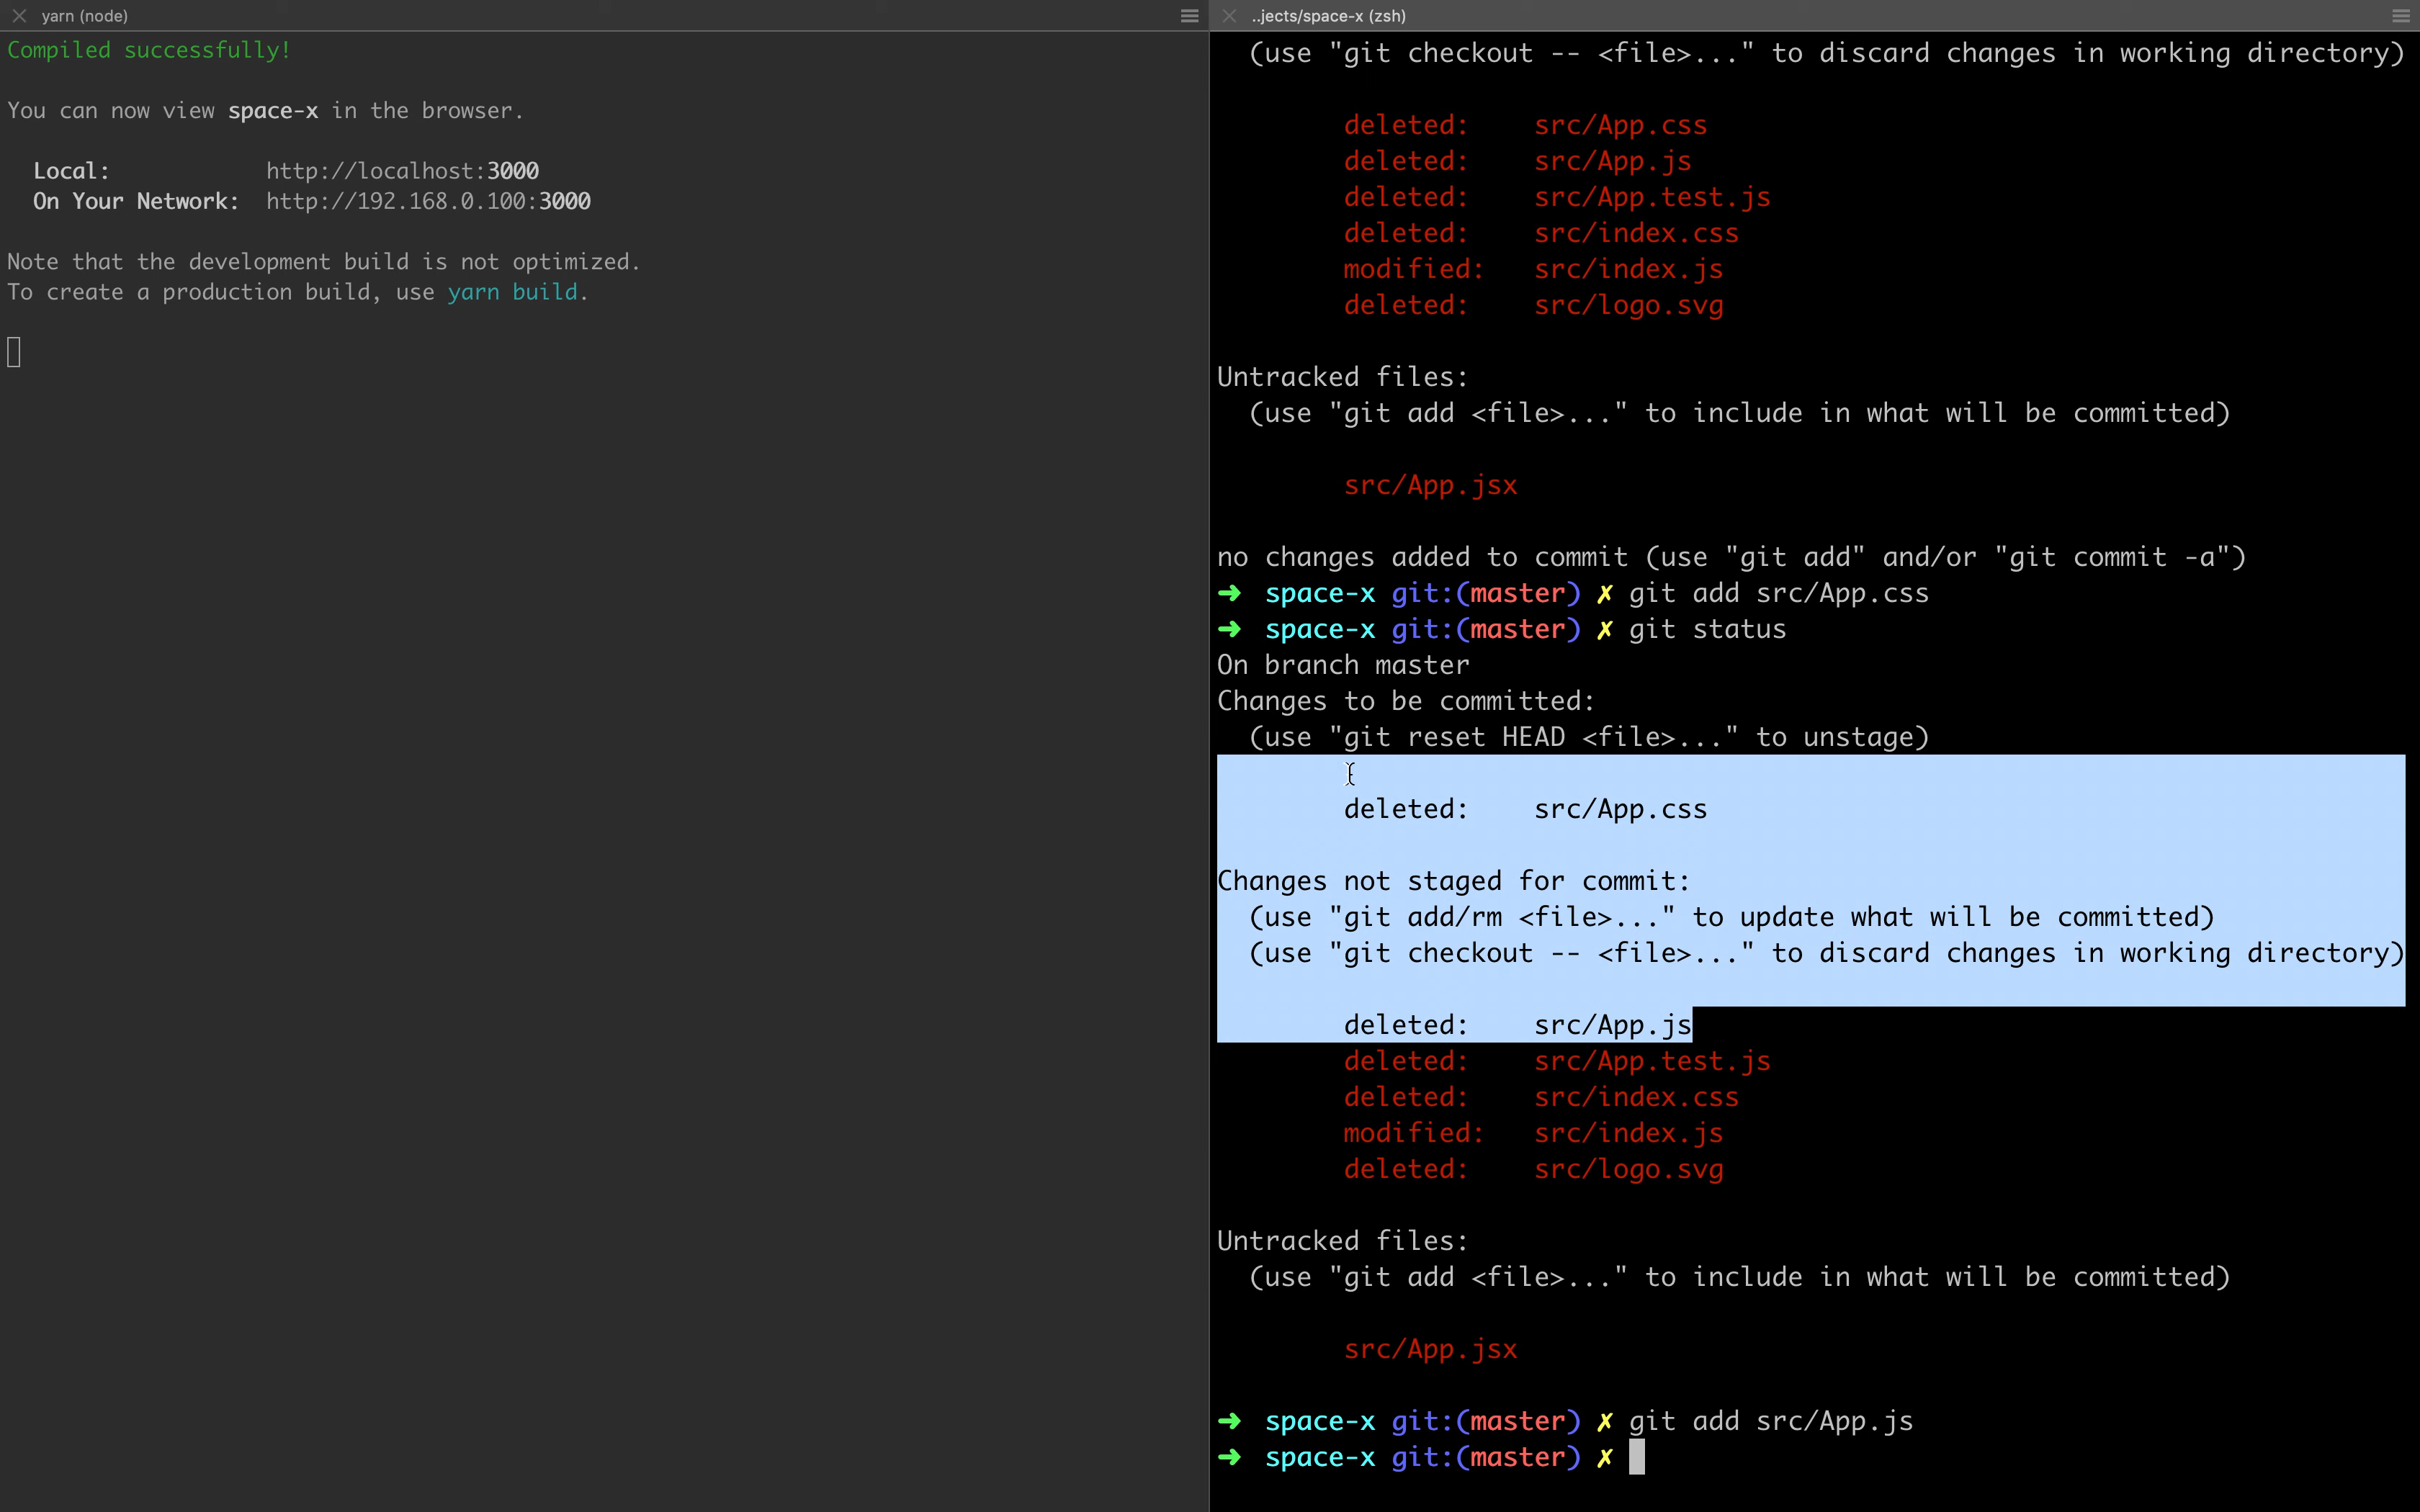 yarn (node)
Compiled successfully!
You can now view space-x in the browser.
Local: http://localhost:3000
On Your Network: http://192.168.0.100:3000
Note that the development build is not optimized.
To create a production build, use yarn build.
..jects/space-x (zsh)
(use "git checkout -- <file>..." to discard changes in working directory)
deleted: src/App.css
deleted: src/App.js
deleted: src/App.test.js
deleted: src/index.css
modified: src/index.js
deleted: src/logo.svg
Untracked files:
(use "git add <file>..." to include in what will be committed)
src/App.jsx
no changes added to commit (use "git add" and/or "git commit -a")
➜ space-x git:(master) ✗ git add src/App.css
➜ space-x git:(master) ✗ git status
On branch master
Changes to be committed:
(use "git reset HEAD <file>..." to unstage)
deleted: src/App.css
Changes not staged for commit:
(use "git add/rm <file>..." to update what will be committed)
(use "git checkout -- <file>..." to discard changes in working directory)
deleted: src/App.js
deleted: src/App.test.js
deleted: src/index.css
modified: src/index.js
deleted: src/logo.svg
Untracked files:
(use "git add <file>..." to include in what will be committed)
src/App.jsx
➜ space-x git:(master) ✗ git add src/App.js
➜ space-x git:(master) ✗